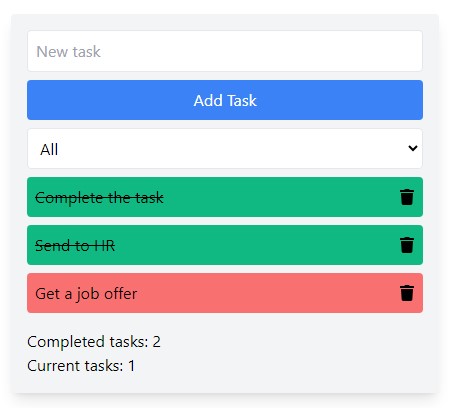 New task
Add Task
All
Complete the task
Send to HR
Get a job offer
Completed tasks: 2
Current tasks: 1